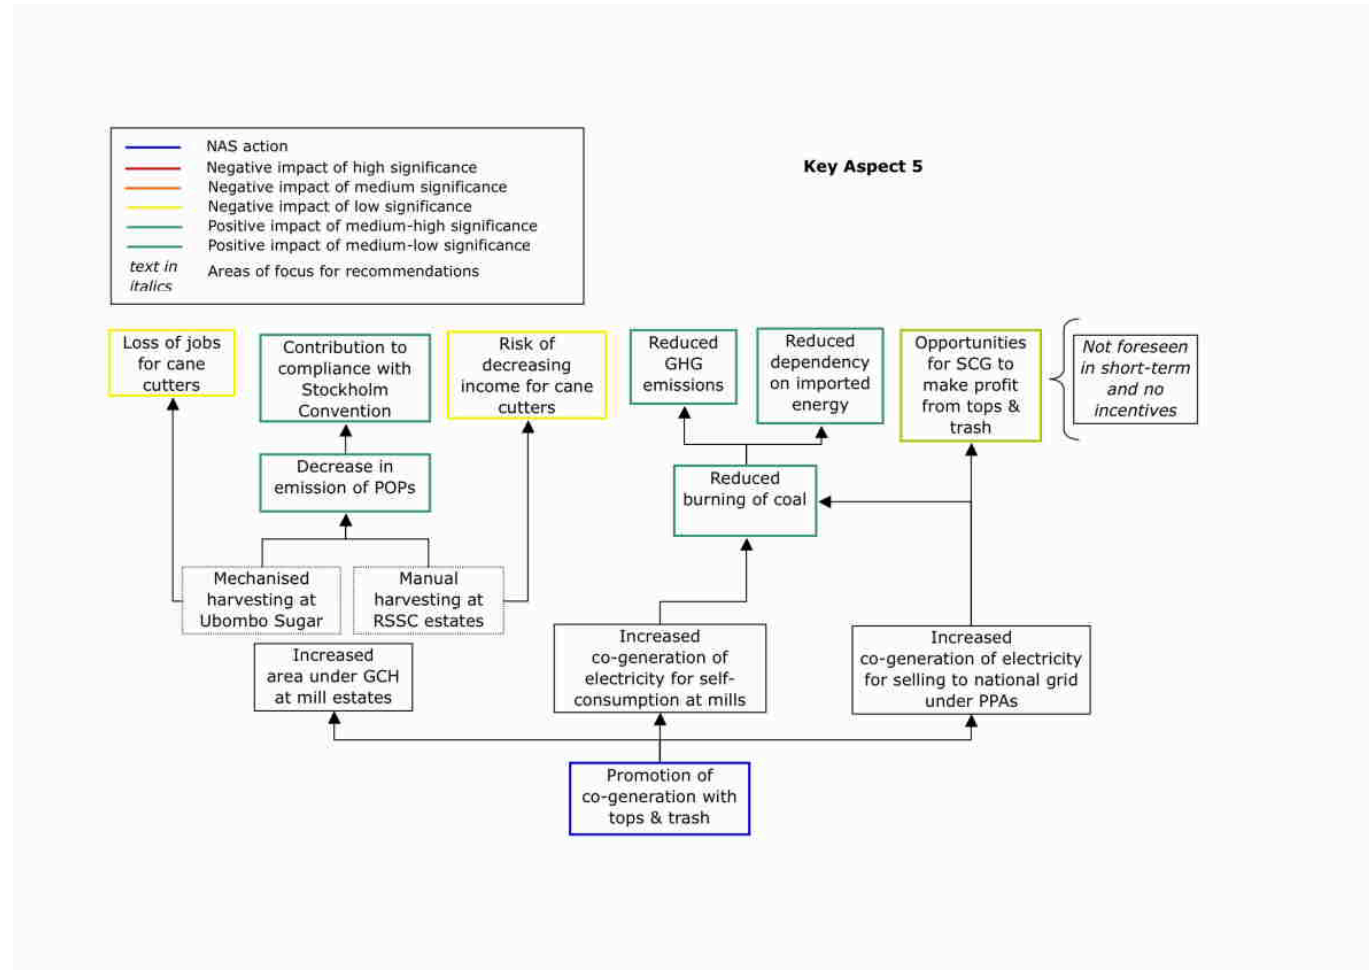 NAS action
Negative impact of high significance
Negative impact of medium significance
Negative impact of low significance
Positive impact of medium-high significance
Positive impact of medium-low significance
text in
italics
Areas of focus for recommendations
Key Aspect 5
Loss of jobs
for cane
cutters
Contribution to
compliance with
Stockholm
Convention
Risk of
decreasing
income for cane
cutters
Reduced
GHG
emissions
Reduced
dependency
on imported
energy
Opportunities
for SCG to
make profit
from tops &
trash
Not foreseen
in short-term
and no
incentives
Decrease in
emission of POPs
Reduced
burning of coal
Mechanised
harvesting at
Ubombo Sugar
Manual
harvesting at
RSSC estates
Increased
area under GCH
at mill estates
Increased
co-generation of
electricity for self-
consumption at mills
Increased
co-generation of electricity
for selling to national grid
under PPAs
Promotion of
co-generation with
tops & trash